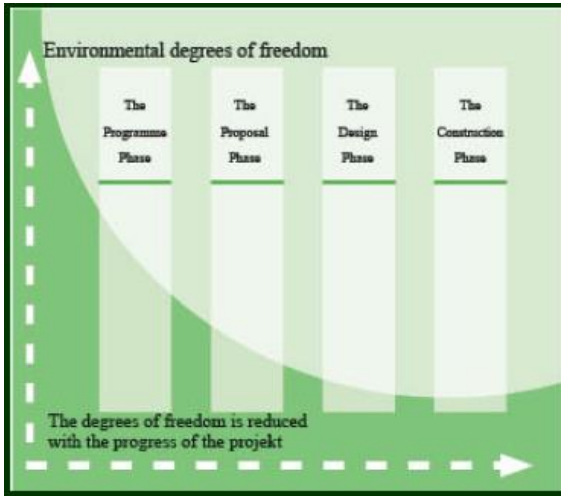 Environmental degrees of freedom
The
Programme
Phase
The
Proposal
Phase
The
Design
Phase
The
Construction
Phase
The degrees of freedom is reduced
with the progress of the projekt